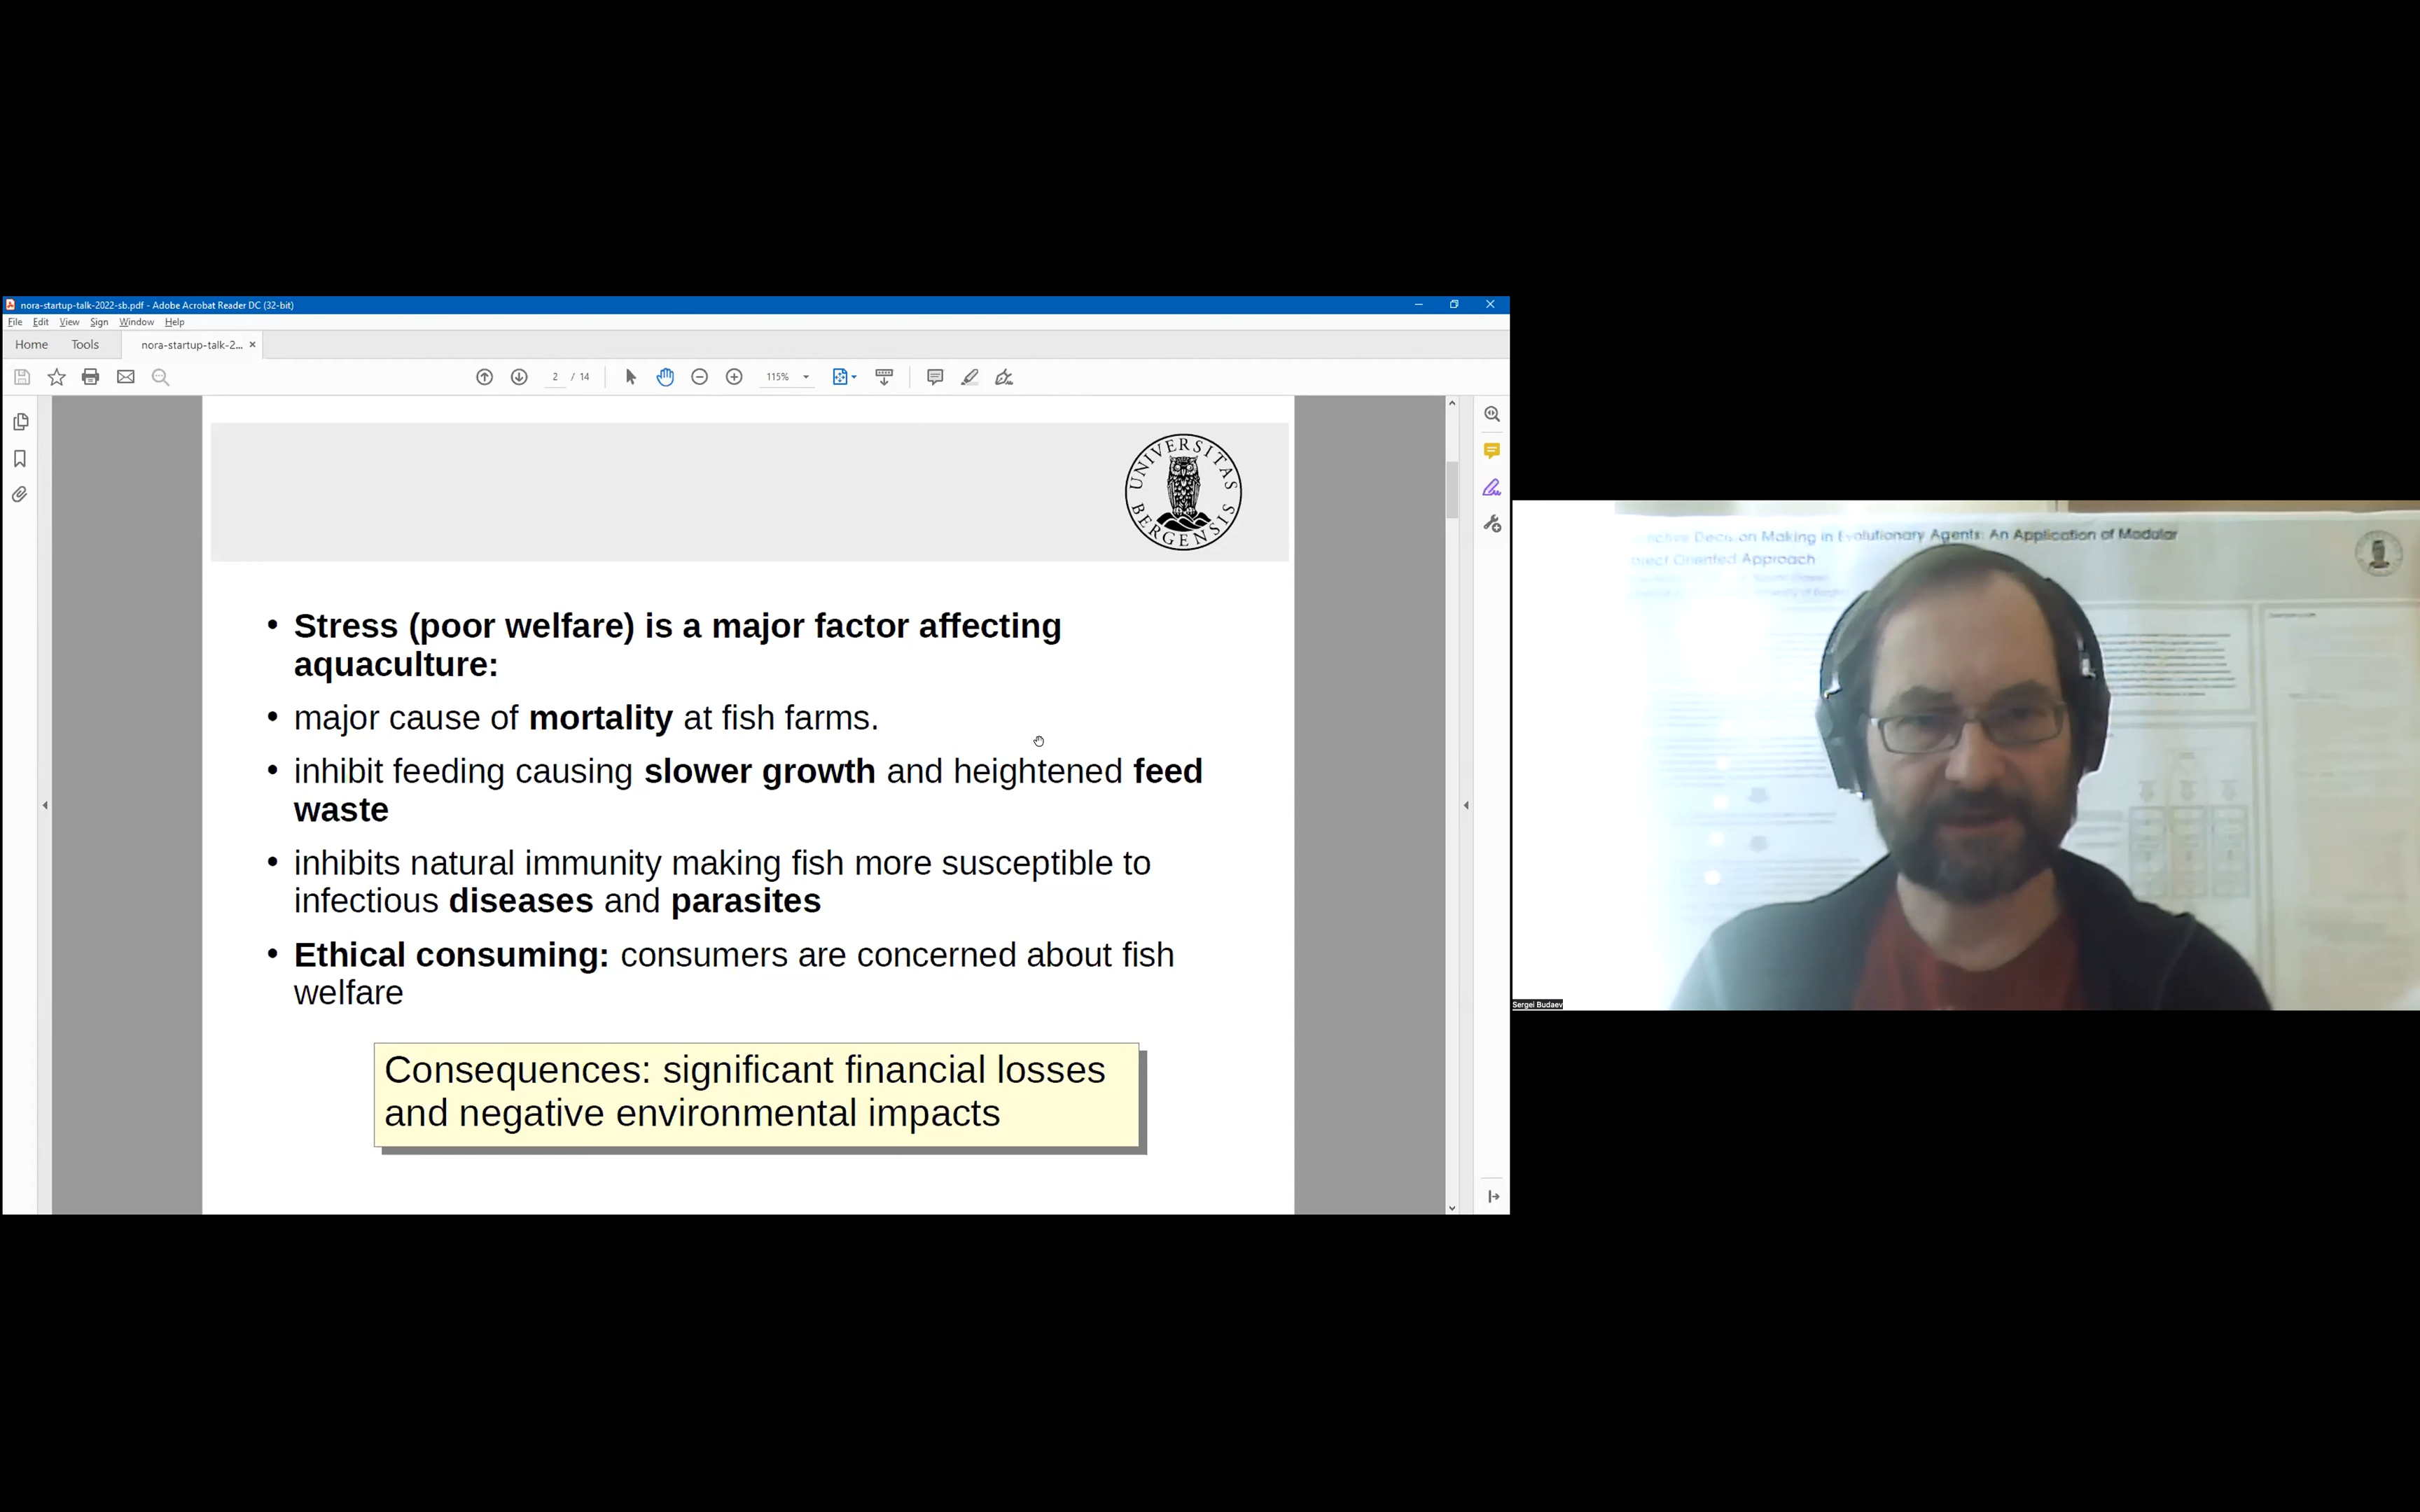 nora-startup-talk-2022-sb.pdf - Adobe Acrobat Reader DC (32-bit)
File Edit View Sign Window Help
Home Tools nora-startup-talk-2...
2 / 14 115%
UNIVERSITAS
BERGENSIS
• Stress (poor welfare) is a major factor affecting
aquaculture:
• major cause of mortality at fish farms.
• inhibit feeding causing slower growth and heightened feed
waste
• inhibits natural immunity making fish more susceptible to
infectious diseases and parasites
• Ethical consuming: consumers are concerned about fish
welfare
Consequences: significant financial losses
and negative environmental impacts
Decision Making in Evolutionary Agents: An Application of Modular
Oriented Approach
Sergei Budaev